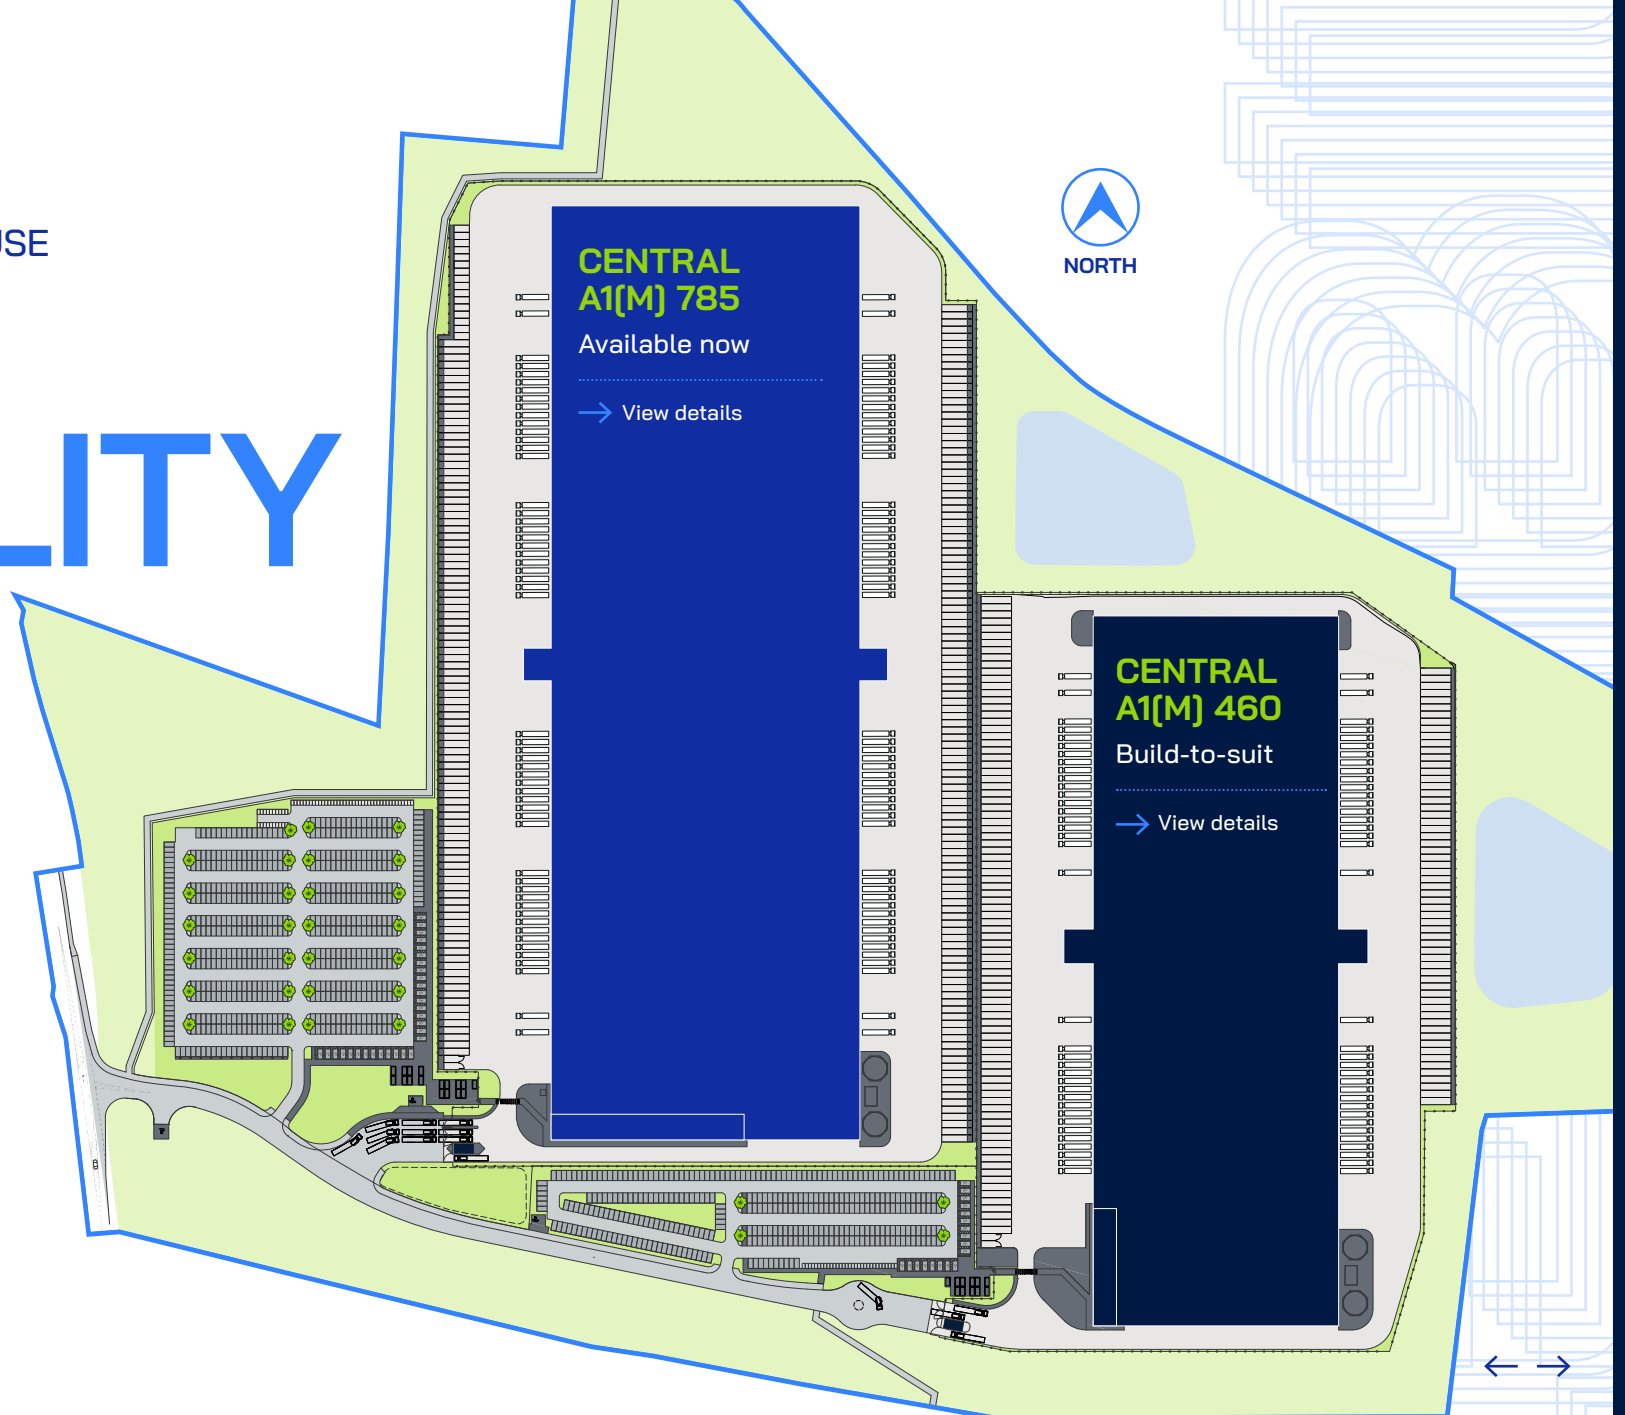 USE
LITY
NORTH
CENTRAL
A1(M) 785
Available now
View details
CENTRAL
A1(M) 460
Build-to-suit
View details